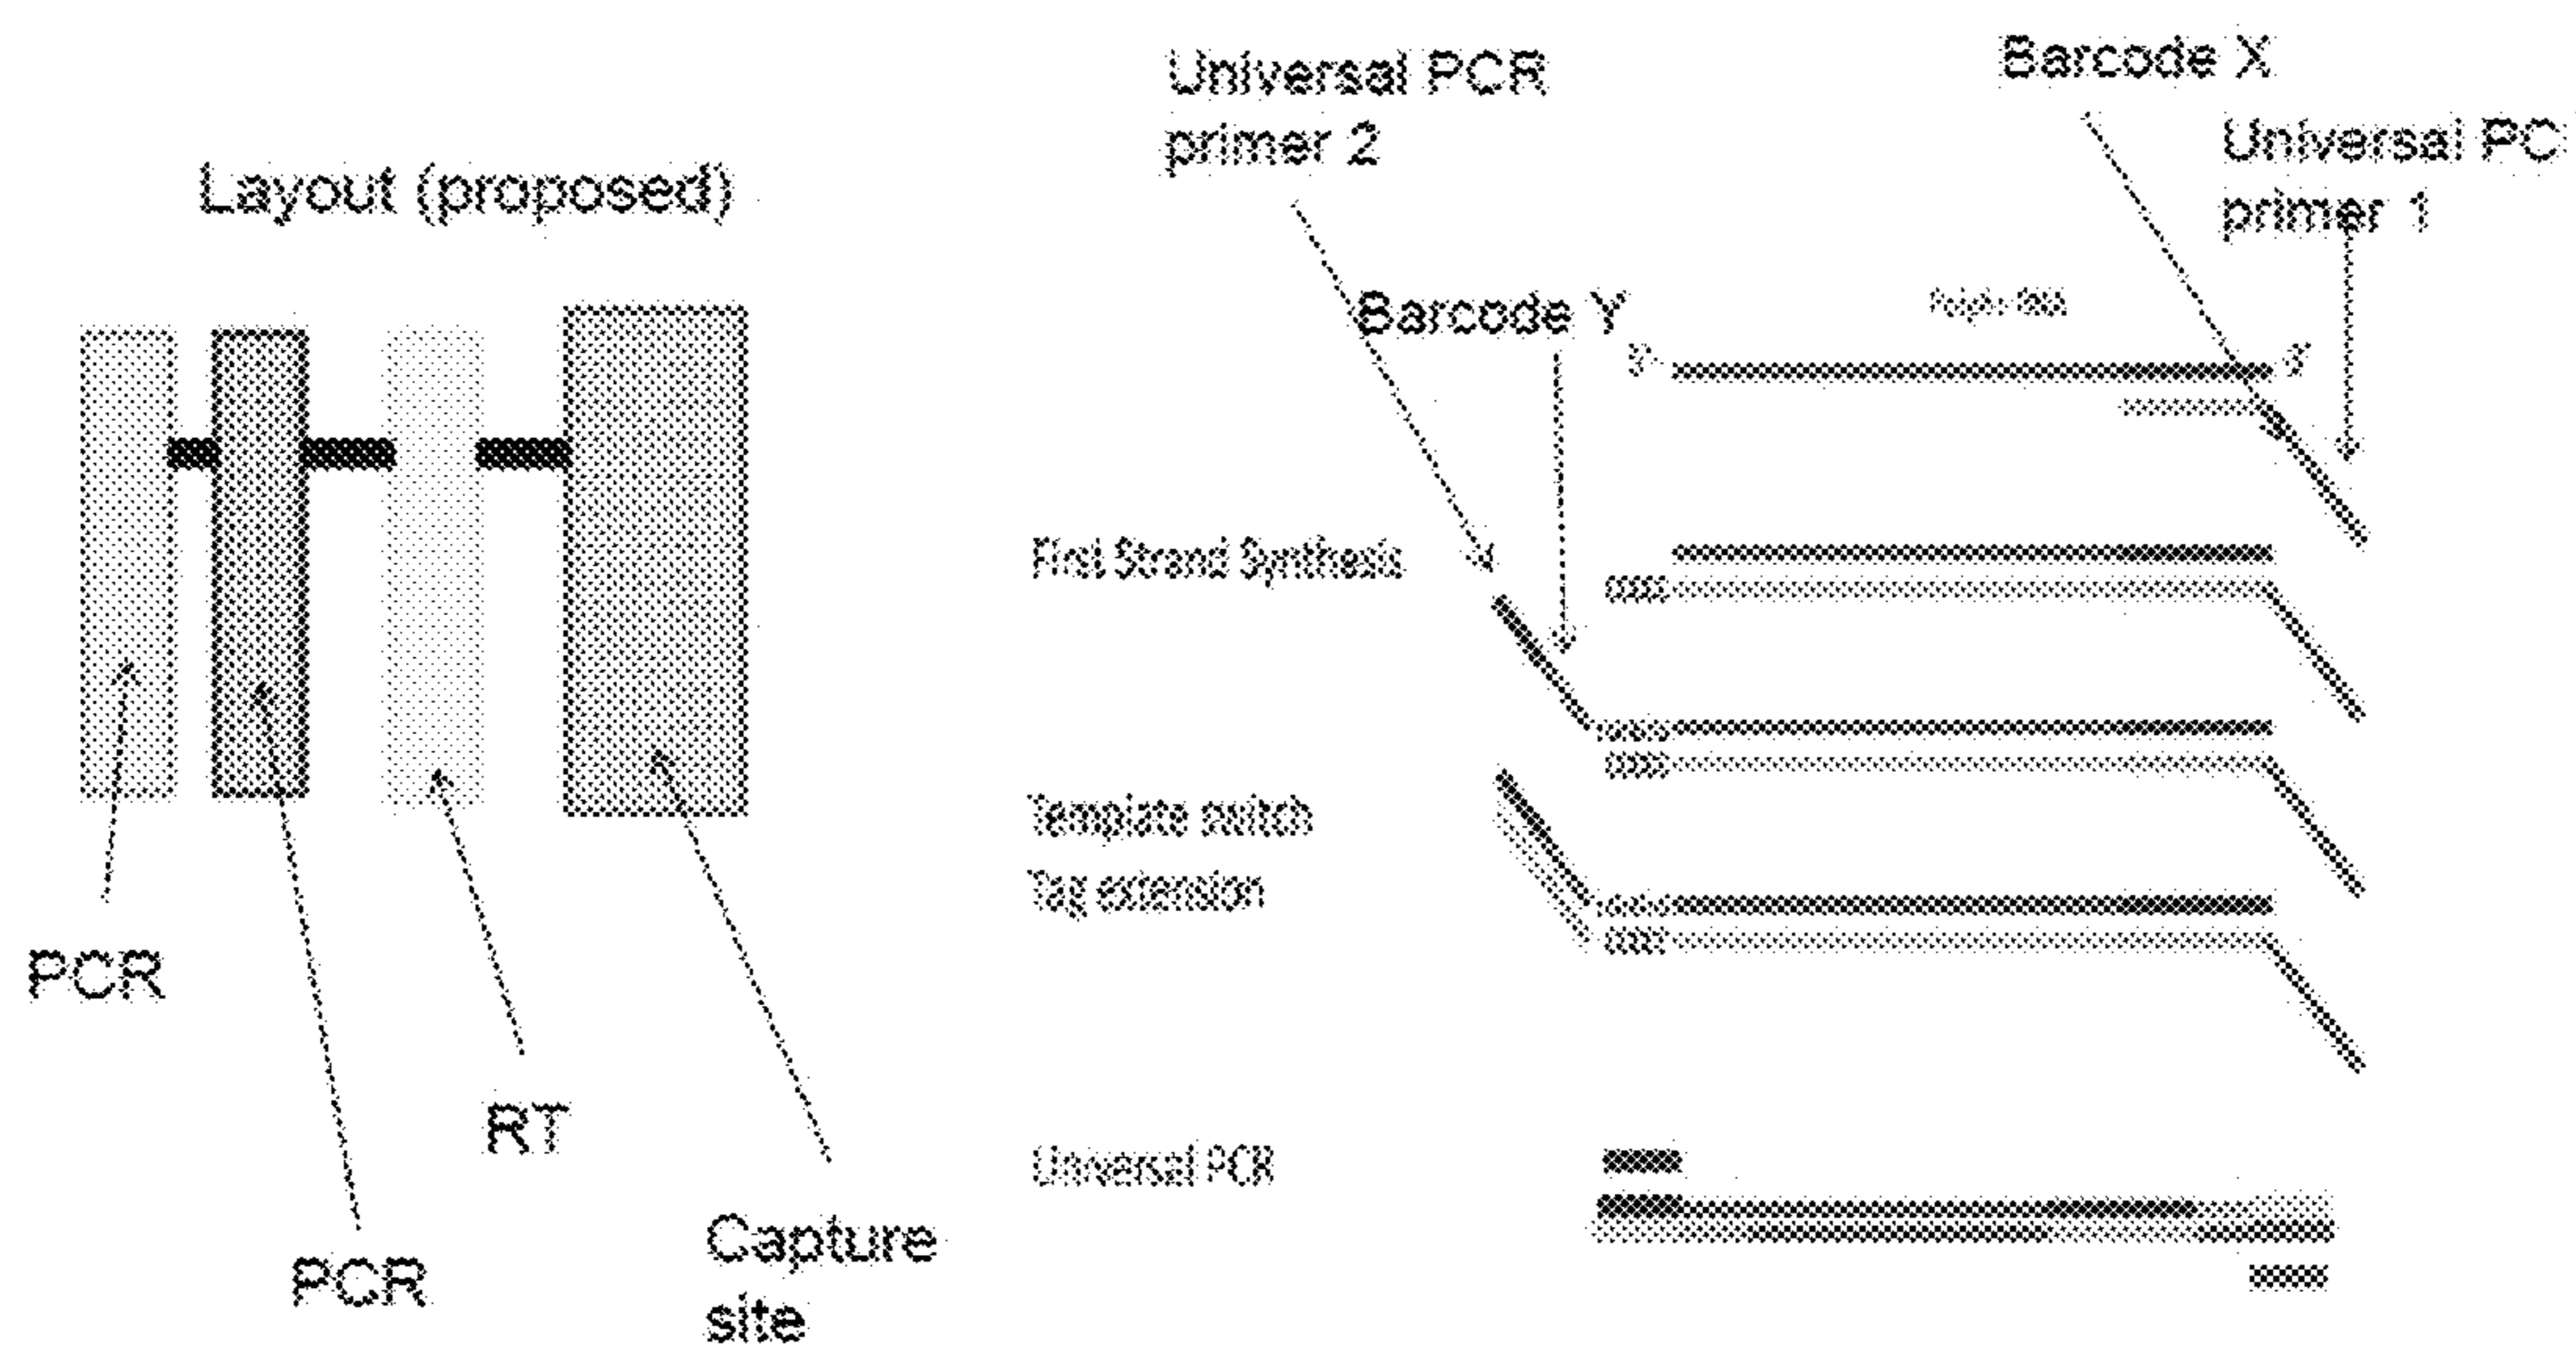 Layout (proposed)
PCR
PCR
RT
Capture
site
Universal PCR
primer 2
Barcode X
Universal PC
primer 1
Barcode Y
5'
3'
First Strand Synthesis
Template switch
Tag extension
Universal PCR